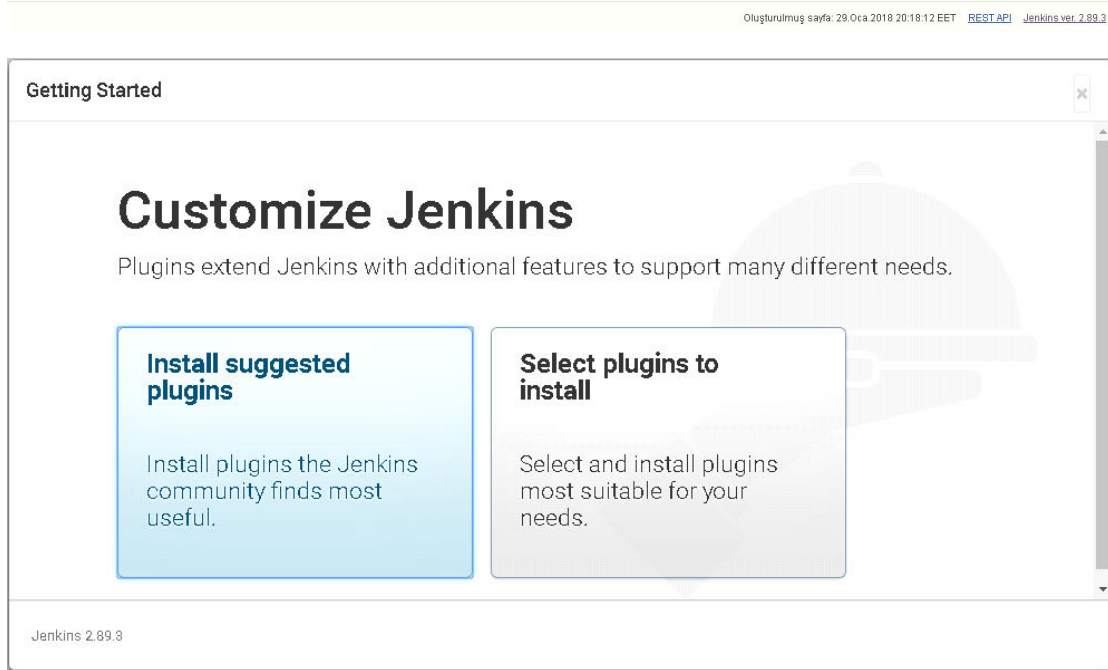 Oluşturulmuş sayfa: 29.Oca.2018 20:18:12 EET REST API Jenkins ver. 2.89.3
Getting Started
×
Customize Jenkins
Plugins extend Jenkins with additional features to support many different needs.
Install suggested
plugins
Install plugins the Jenkins
community finds most
useful.
Select plugins to
install
Select and install plugins
most suitable for your
needs.
Jenkins 2.89.3